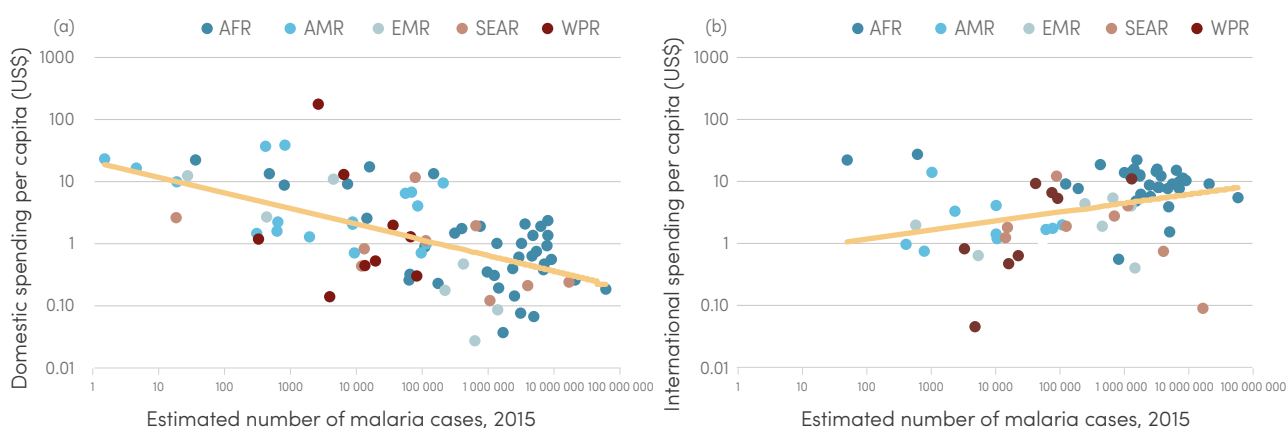 (a)
AFR AMR EMR SEAR WPR
Domestic spending per capita (US$)
1000
100
10
1
0.10
0.01
1 10 100 1000 10 000 100 000 1 000 000 10 000 000 100 000 000
Estimated number of malaria cases, 2015
(b)
AFR AMR EMR SEAR WPR
International spending per capita (US$)
1000
100
10
1
0.10
0.01
1 10 100 1000 10 000 100 000 1 000 000 10 000 000 100 000 000
Estimated number of malaria cases, 2015